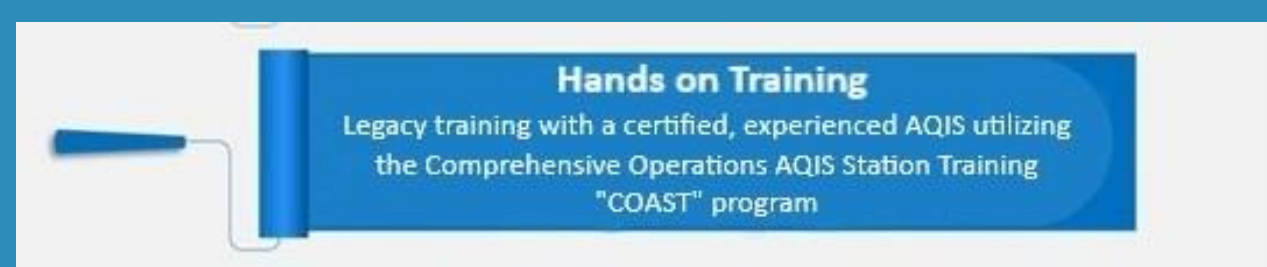 Hands on Training
Legacy training with a certified, experienced AQIS utilizing
the Comprehensive Operations AQIS Station Training
"COAST" program